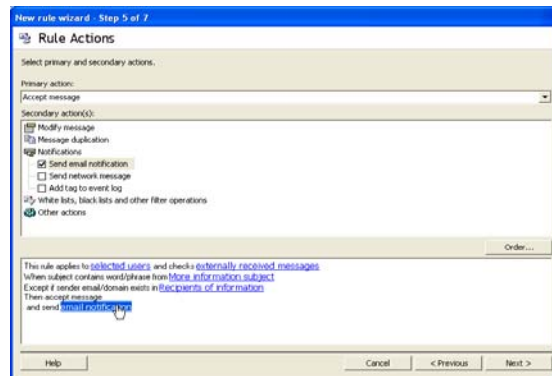 New rule wizard - Step 5 of 7
Rule Actions
Select primary and secondary actions.
Primary action:
Accept message
Secondary action(s):
Modify message
Message duplication
Notifications
Send email notification
Send network message
Add tag to event log
White lists, black lists and other filter operations
Other actions
Order...
This rule applies to selected users and checks externally received messages
When subject contains word/phrase from More information subject
Except if sender email/domain exists in Recipients of information
Then accept message
and send email notification
Help
Cancel
< Previous
Next >